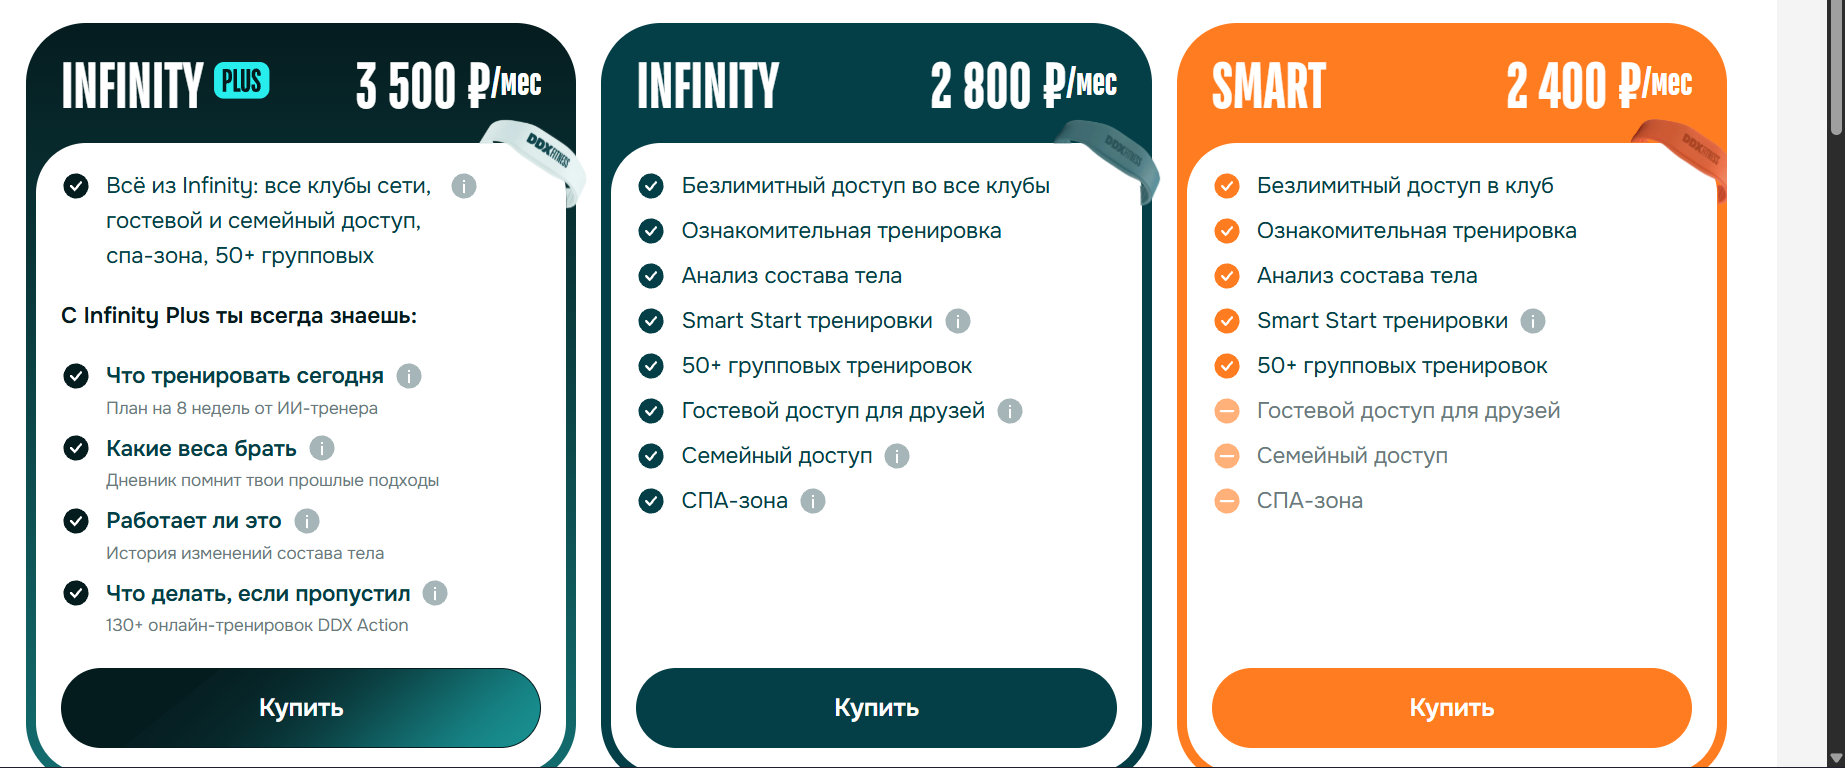 INFINITY PLUS 3 500 ₽/мес
DDXFITNESS
Всё из Infinity: все клубы сети,
гостевой и семейный доступ,
спа-зона, 50+ групповых
С Infinity Plus ты всегда знаешь:
Что тренировать сегодня
План на 8 недель от ИИ-тренера
Какие веса брать
Дневник помнит твои прошлые подходы
Работает ли это
История изменений состава тела
Что делать, если пропустил
130+ онлайн-тренировок DDX Action
Купить
INFINITY 2 800 ₽/мес
DDXFITNESS
Безлимитный доступ во все клубы
Ознакомительная тренировка
Анализ состава тела
Smart Start тренировки
50+ групповых тренировок
Гостевой доступ для друзей
Семейный доступ
СПА-зона
Купить
SMART 2 400 ₽/мес
DDXFITNESS
Безлимитный доступ в клуб
Ознакомительная тренировка
Анализ состава тела
Smart Start тренировки
50+ групповых тренировок
Гостевой доступ для друзей
Семейный доступ
СПА-зона
Купить